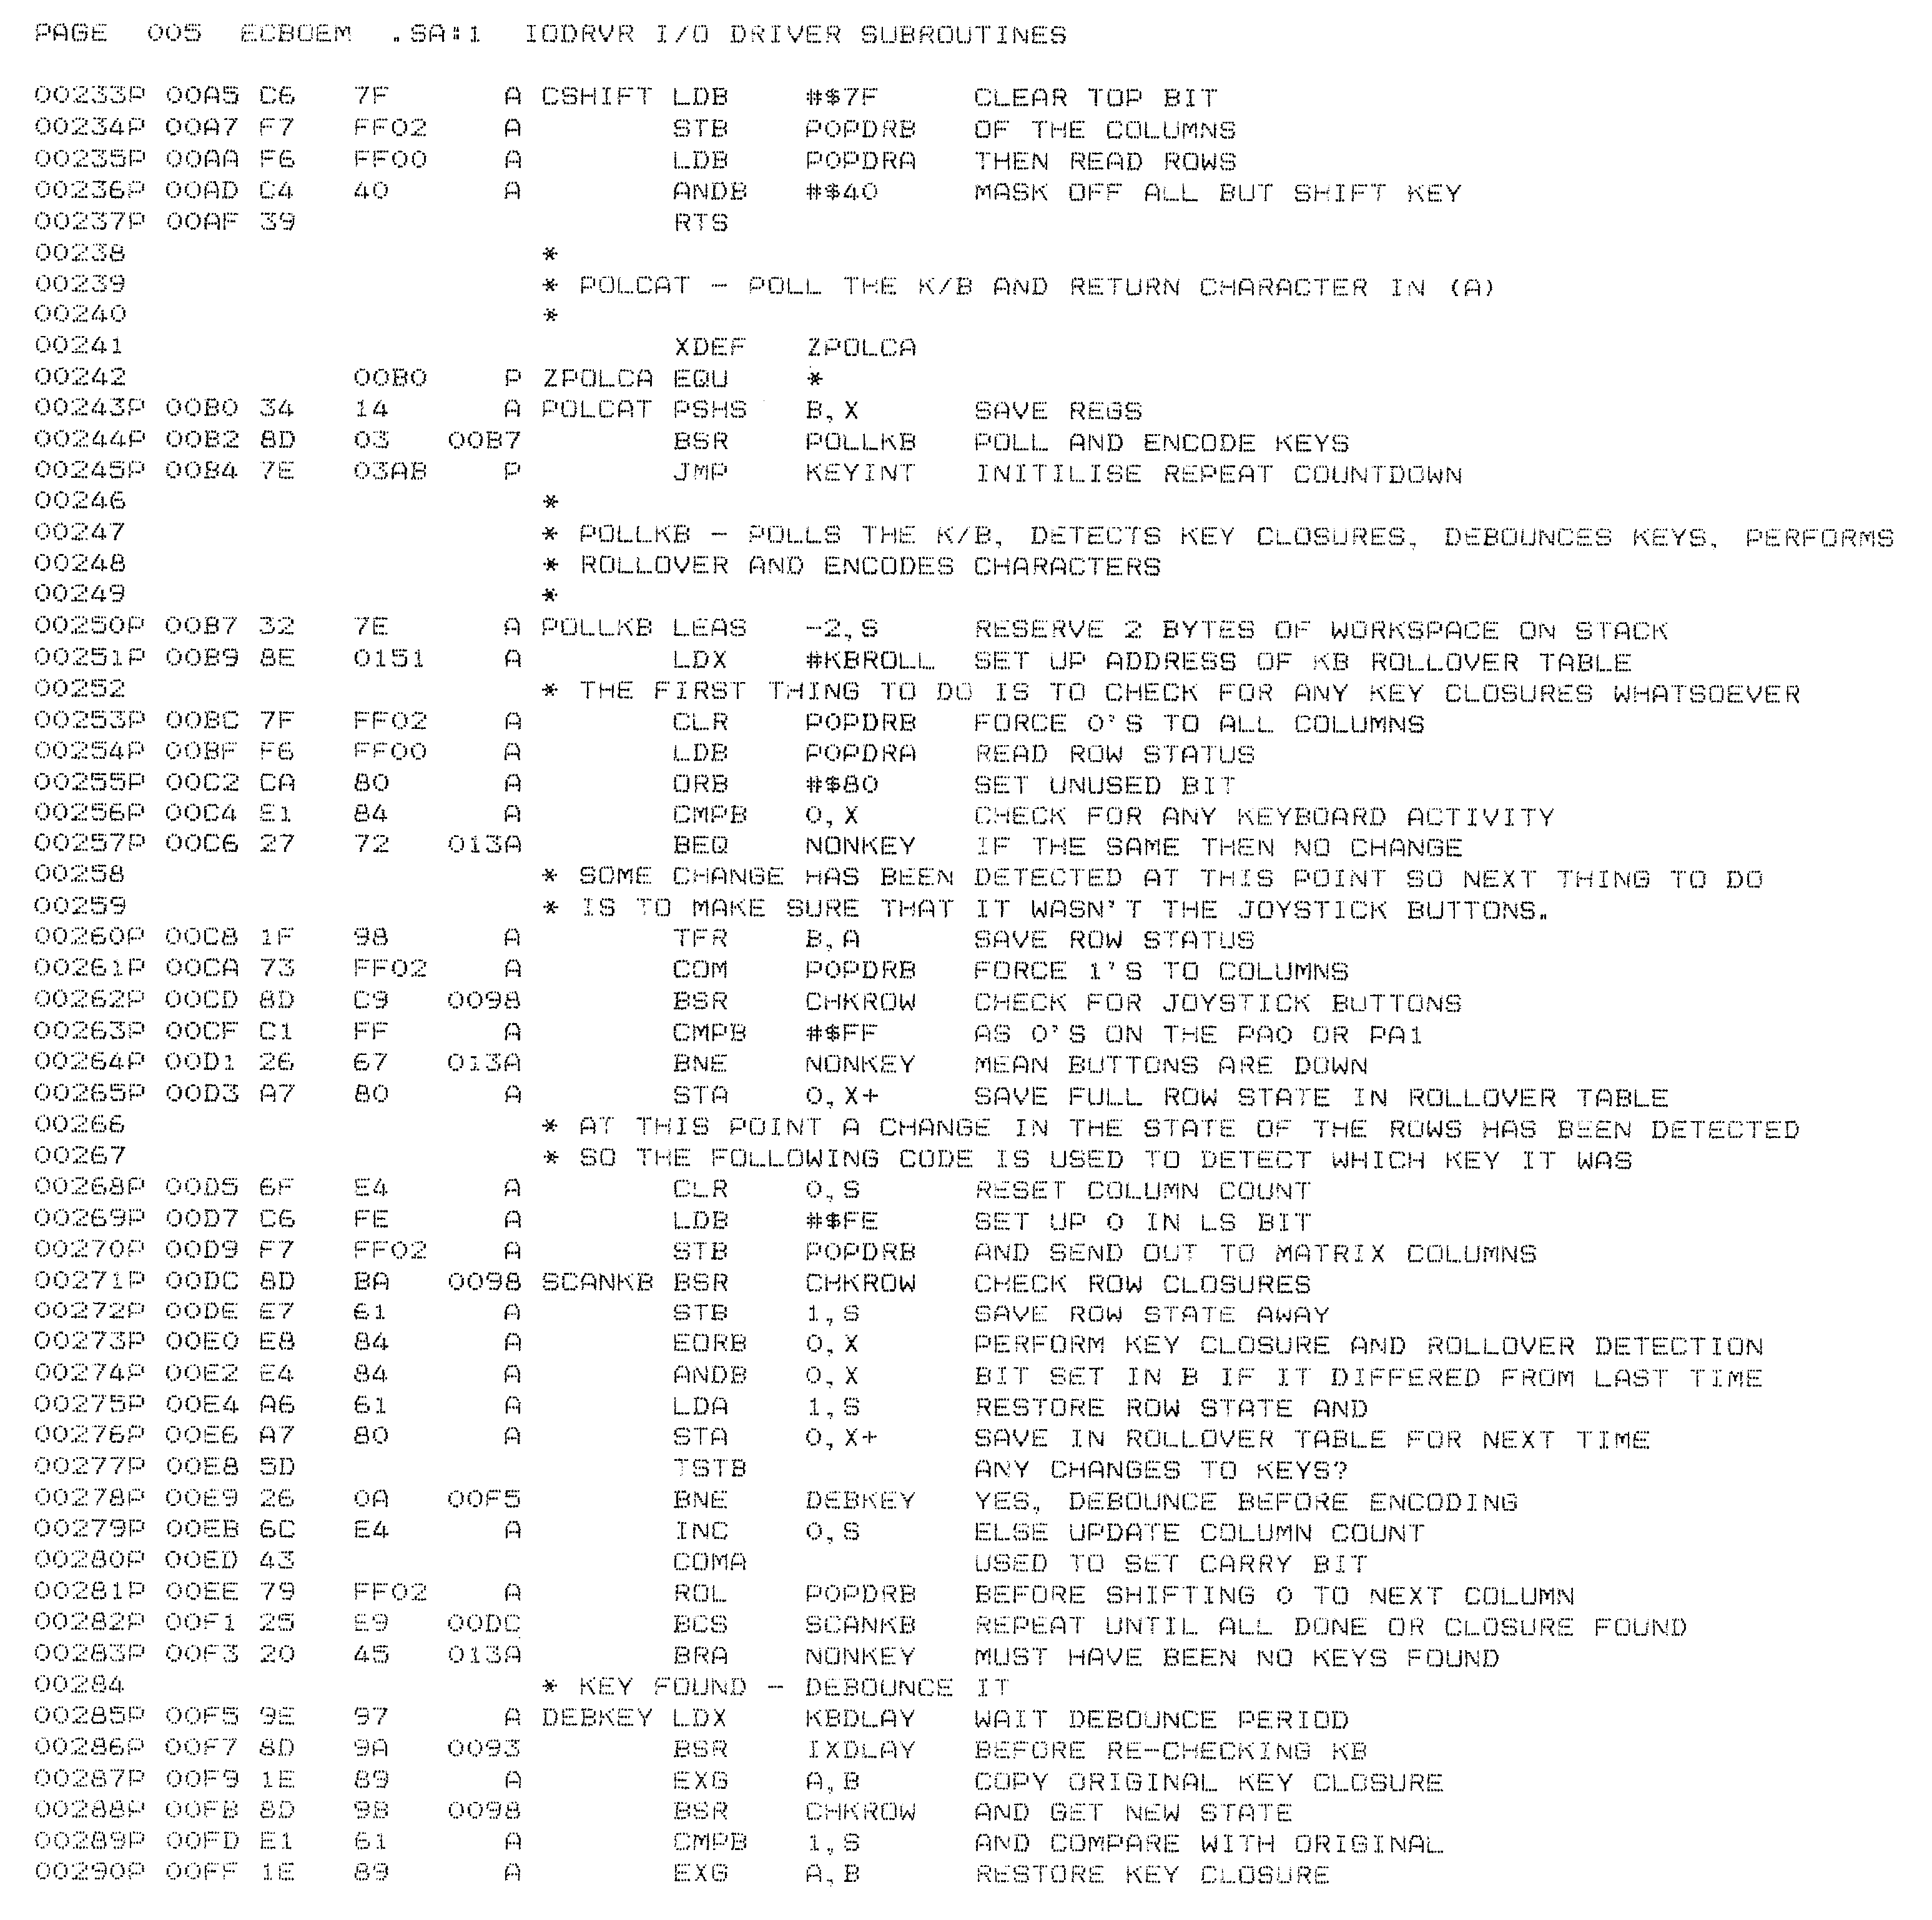 PAGE  005  ECBOEM  .SA:1  IODRVR I/O DRIVER SUBROUTINES
00233P 00A5 C6   7F      A CSHIFT LDB    #$7F     CLEAR TOP BIT
00234P 00A7 F7   FF02    A        STB    POPDRB   OF THE COLUMNS
00235P 00AA F6   FF00    A        LDB    POPDRA   THEN READ ROWS
00236P 00AD C4   40      A        ANDB   #$40     MASK OFF ALL BUT SHIFT KEY
00237P 00AF 39                    RTS
00238                      *
00239                      * POLCAT - POLL THE K/B AND RETURN CHARACTER IN (A)
00240                      *
00241                             XDEF   ZPOLCA
00242            00B0    P ZPOLCA EQU    *
00243P 00B0 34   14      A POLCAT PSHS   B,X      SAVE REGS
00244P 00B2 8D   03   00B7        BSR    POLLKB   POLL AND ENCODE KEYS
00245P 00B4 7E   03AB    P        JMP    KEYINT   INITILISE REPEAT COUNTDOWN
00246                      *
00247                      * POLLKB - POLLS THE K/B, DETECTS KEY CLOSURES, DEBOUNCES KEYS, PERFORMS
00248                      * ROLLOVER AND ENCODES CHARACTERS
00249                      *
00250P 00B7 32   7E      A POLLKB LEAS   -2,S     RESERVE 2 BYTES OF WORKSPACE ON STACK
00251P 00B9 8E   0151    A        LDX    #KBROLL  SET UP ADDRESS OF KB ROLLOVER TABLE
00252                      * THE FIRST THING TO DO IS TO CHECK FOR ANY KEY CLOSURES WHATSOEVER
00253P 00BC 7F   FF02    A        CLR    POPDRB   FORCE 0'S TO ALL COLUMNS
00254P 00BF F6   FF00    A        LDB    POPDRA   READ ROW STATUS
00255P 00C2 CA   80      A        ORB    #$80     SET UNUSED BIT
00256P 00C4 E1   84      A        CMPB   0,X      CHECK FOR ANY KEYBOARD ACTIVITY
00257P 00C6 27   72   013A        BEQ    NONKEY   IF THE SAME THEN NO CHANGE
00258                      * SOME CHANGE HAS BEEN DETECTED AT THIS POINT SO NEXT THING TO DO
00259                      * IS TO MAKE SURE THAT IT WASN'T THE JOYSTICK BUTTONS.
00260P 00C8 1F   98      A        TFR    B,A      SAVE ROW STATUS
00261P 00CA 73   FF02    A        COM    POPDRB   FORCE 1'S TO COLUMNS
00262P 00CD 8D   C9   0098        BSR    CHKROW   CHECK FOR JOYSTICK BUTTONS
00263P 00CF C1   FF      A        CMPB   #$FF     AS 0'S ON THE PA0 OR PA1
00264P 00D1 26   67   013A        BNE    NONKEY   MEAN BUTTONS ARE DOWN
00265P 00D3 A7   80      A        STA    0,X+     SAVE FULL ROW STATE IN ROLLOVER TABLE
00266                      * AT THIS POINT A CHANGE IN THE STATE OF THE ROWS HAS BEEN DETECTED
00267                      * SO THE FOLLOWING CODE IS USED TO DETECT WHICH KEY IT WAS
00268P 00D5 6F   E4      A        CLR    0,S      RESET COLUMN COUNT
00269P 00D7 C6   FE      A        LDB    #$FE     SET UP 0 IN LS BIT
00270P 00D9 F7   FF02    A        STB    POPDRB   AND SEND OUT TO MATRIX COLUMNS
00271P 00DC 8D   BA   0098 SCANKB BSR    CHKROW   CHECK ROW CLOSURES
00272P 00DE E7   61      A        STB    1,S      SAVE ROW STATE AWAY
00273P 00E0 E8   84      A        EORB   0,X      PERFORM KEY CLOSURE AND ROLLOVER DETECTION
00274P 00E2 E4   84      A        ANDB   0,X      BIT SET IN B IF IT DIFFERED FROM LAST TIME
00275P 00E4 A6   61      A        LDA    1,S      RESTORE ROW STATE AND
00276P 00E6 A7   80      A        STA    0,X+     SAVE IN ROLLOVER TABLE FOR NEXT TIME
00277P 00E8 5D                    TSTB            ANY CHANGES TO KEYS?
00278P 00E9 26   0A   00F5        BNE    DEBKEY   YES, DEBOUNCE BEFORE ENCODING
00279P 00EB 6C   E4      A        INC    0,S      ELSE UPDATE COLUMN COUNT
00280P 00ED 43                    COMA            USED TO SET CARRY BIT
00281P 00EE 79   FF02    A        ROL    POPDRB   BEFORE SHIFTING 0 TO NEXT COLUMN
00282P 00F1 25   E9   00DC        BCS    SCANKB   REPEAT UNTIL ALL DONE OR CLOSURE FOUND
00283P 00F3 20   45   013A        BRA    NONKEY   MUST HAVE BEEN NO KEYS FOUND
00284                      * KEY FOUND - DEBOUNCE IT
00285P 00F5 9E   97      A DEBKEY LDX    KBDLAY   WAIT DEBOUNCE PERIOD
00286P 00F7 8D   9A   0093        BSR    IXDLAY   BEFORE RE-CHECKING KB
00287P 00F9 1E   89      A        EXG    A,B      COPY ORIGINAL KEY CLOSURE
00288P 00FB 8D   9B   0098        BSR    CHKROW   AND GET NEW STATE
00289P 00FD E1   61      A        CMPB   1,S      AND COMPARE WITH ORIGINAL
00290P 00FF 1E   89      A        EXG    A,B      RESTORE KEY CLOSURE